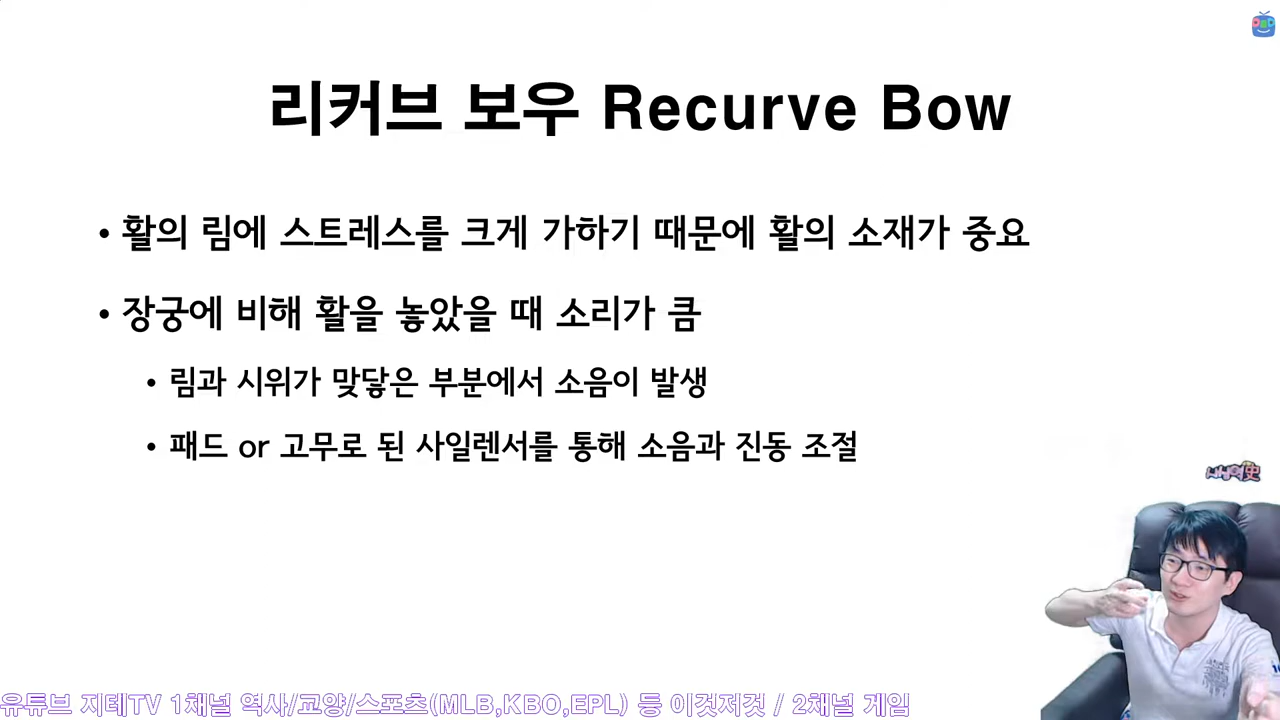 리커브 보우 Recurve Bow
• 활의 림에 스트레스를 크게 가하기 때문에 활의 소재가 중요
• 장궁에 비해 활을 놓았을 때 소리가 큼
• 림과 시위가 맞닿은 부분에서 소음이 발생
• 패드 or 고무로 된 사일렌서를 통해 소음과 진동 조절
유튜브 지테TV 1채널 역사/교양/스포츠(MLB,KBO,EPL) 등 이것저것 / 2채널 게임